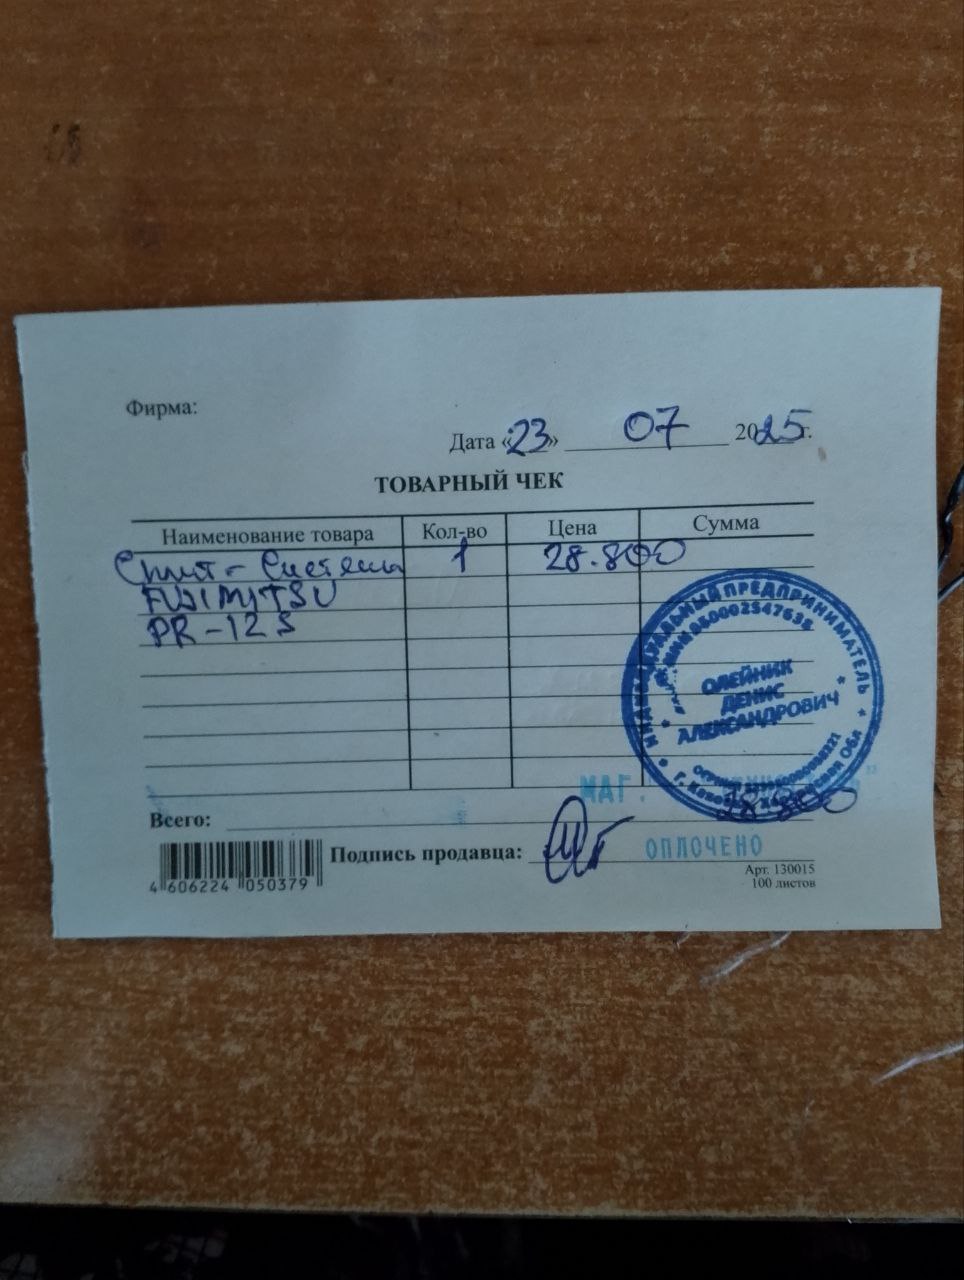 Фирма:
Дата «23» 07 2025 г.
ТОВАРНЫЙ ЧЕК
Наименование товара Кол-во Цена Сумма
Сплит-Система 1 28.800
FUJIMITSU
PR-12S
ИНДИВИДУАЛЬНЫЙ ПРЕДПРИНИМАТЕЛЬ
ОЛЕЙНИК
ДЕНИС
АЛЕКСАНДРОВИЧ
МАГ.
Всего: 28 800
Подпись продавца:
ОПЛОЧЕНО
4 606224 050379
Арт. 130015
100 листов